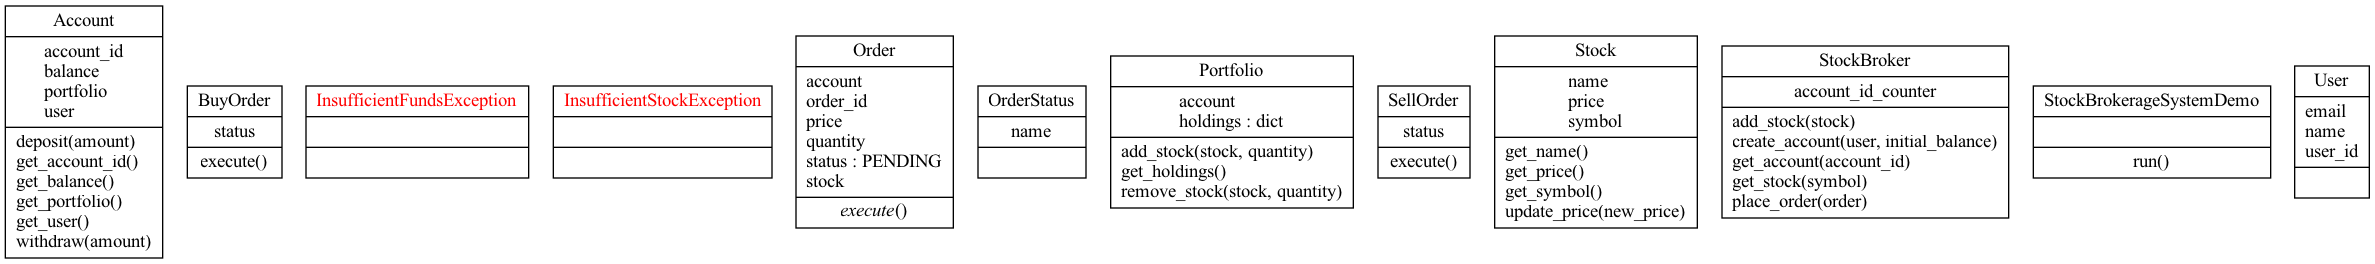 Account
account_id
balance
portfolio
user
deposit(amount)
get_account_id()
get_balance()
get_portfolio()
get_user()
withdraw(amount)
BuyOrder
status
execute()
InsufficientFundsException
InsufficientStockException
Order
account
order_id
price
quantity
status : PENDING
stock
execute()
OrderStatus
name
Portfolio
account
holdings : dict
add_stock(stock, quantity)
get_holdings()
remove_stock(stock, quantity)
SellOrder
status
execute()
Stock
name
price
symbol
get_name()
get_price()
get_symbol()
update_price(new_price)
StockBroker
account_id_counter
add_stock(stock)
create_account(user, initial_balance)
get_account(account_id)
get_stock(symbol)
place_order(order)
StockBrokerageSystemDemo
run()
User
email
name
user_id